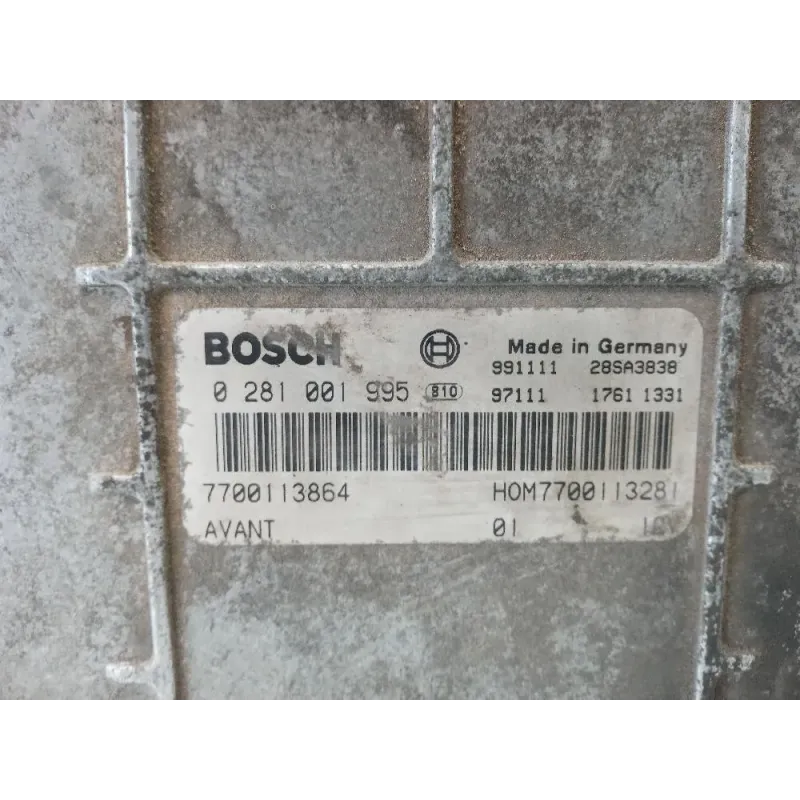 BOSCH Made in Germany
991111 28SA3838
0 281 001 995 810 97111 1761 1331
7700113864 HOM7700113281
AVANT 01